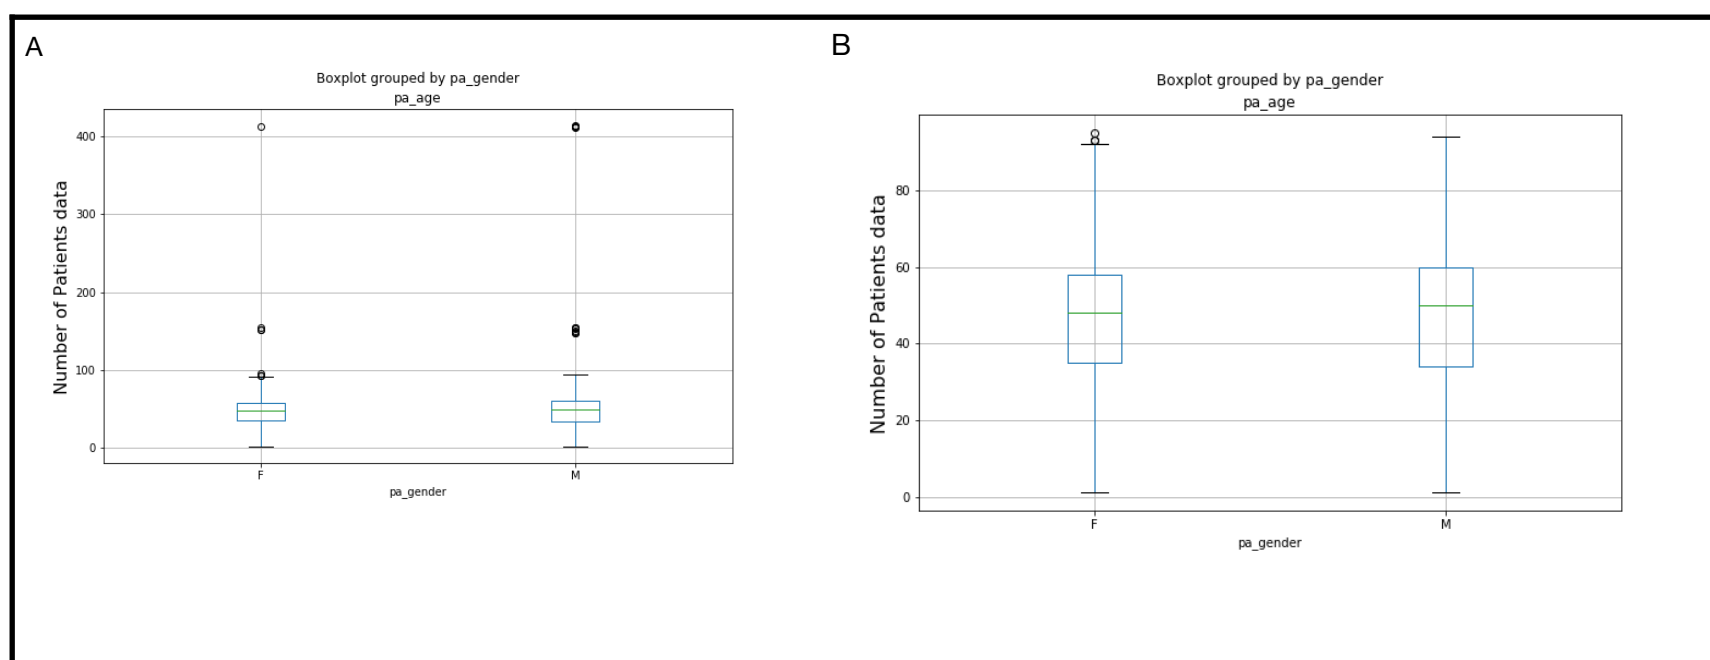 A
Boxplot grouped by pa_gender
pa_age
Number of Patients data
400
300
200
100
0
F
M
pa_gender
B
Boxplot grouped by pa_gender
pa_age
Number of Patients data
80
60
40
20
0
F
M
pa_gender